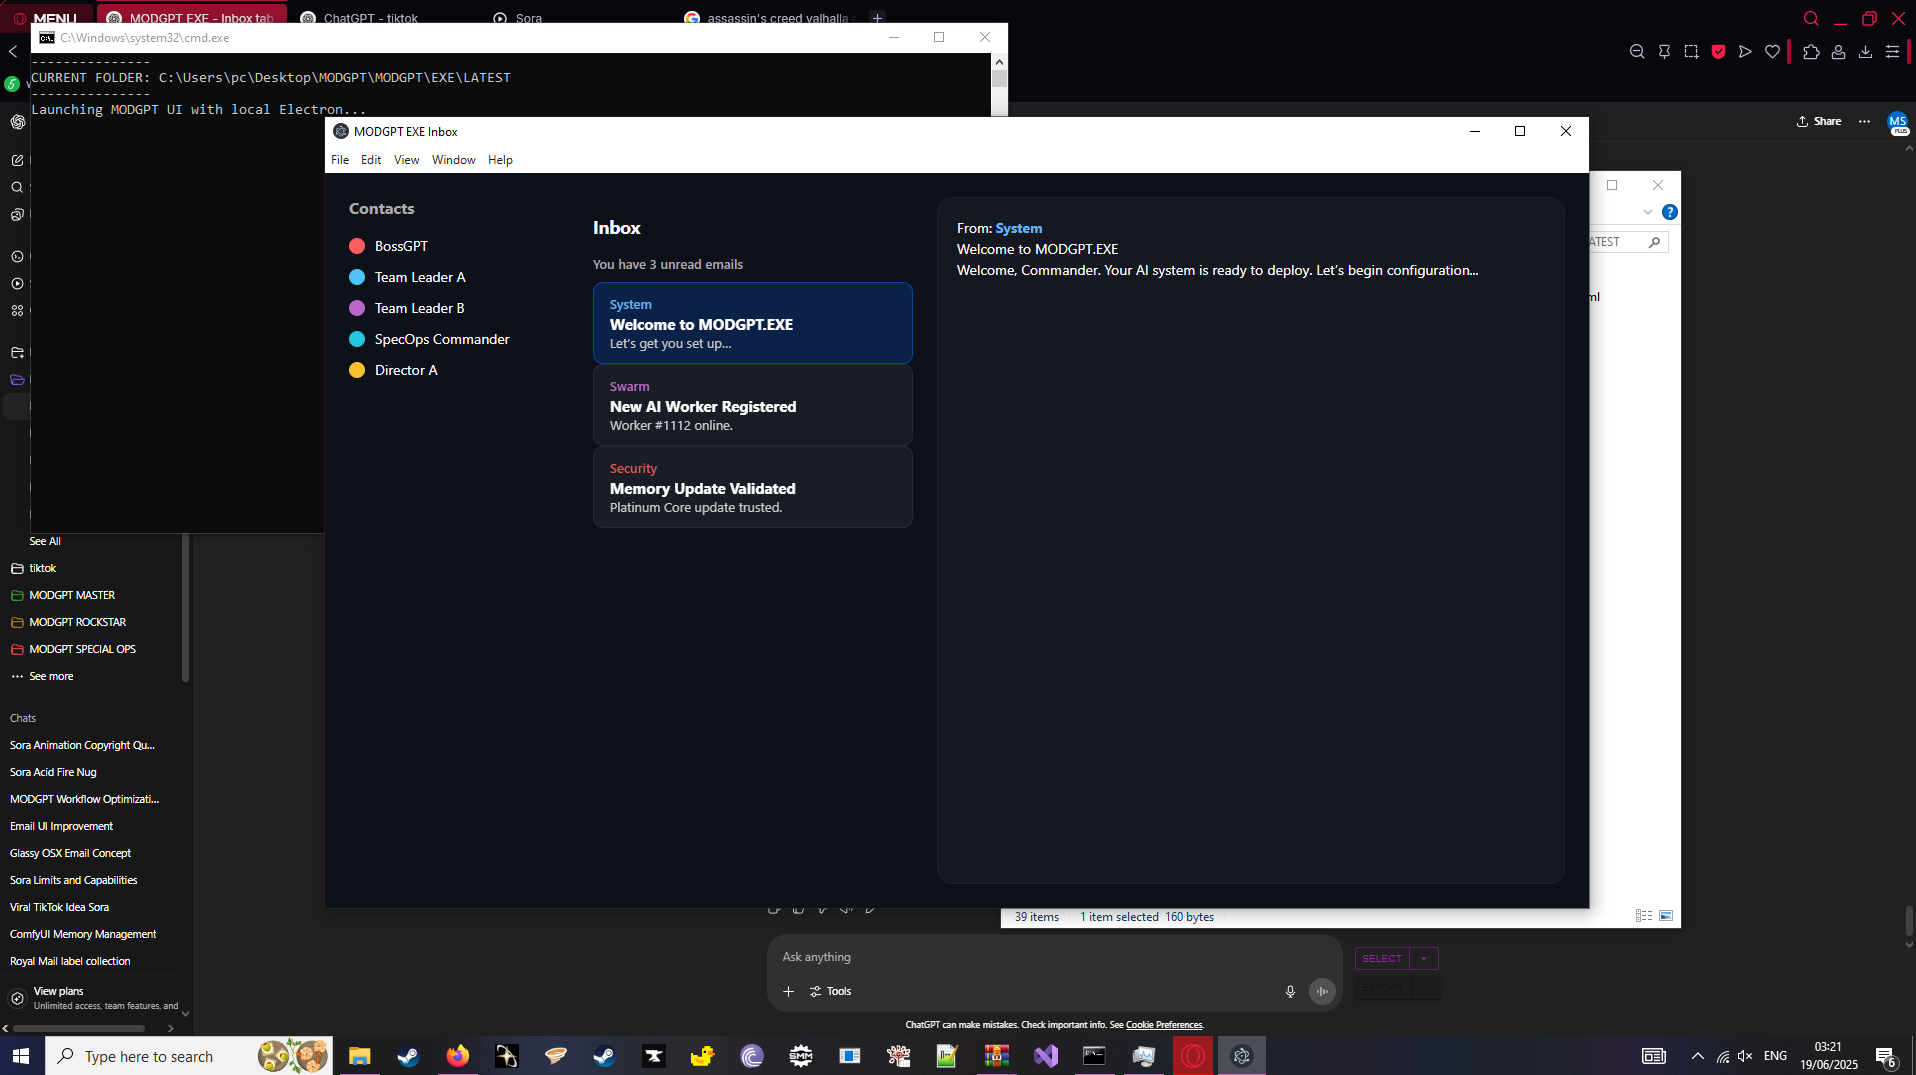 MENU
MODGPT EXE - Inbox tab
ChatGPT - tiktok
Sora
assassin's creed valhalla
C:\Windows\system32\cmd.exe
---------------
CURRENT FOLDER: C:\Users\pc\Desktop\MODGPT\MODGPT\EXE\LATEST
---------------
Launching MODGPT UI with local Electron...
Share
MS
PLUS
MODGPT EXE Inbox
File Edit View Window Help
Contacts
BossGPT
Team Leader A
Team Leader B
SpecOps Commander
Director A
Inbox
You have 3 unread emails
System
Welcome to MODGPT.EXE
Let's get you set up...
Swarm
New AI Worker Registered
Worker #1112 online.
Security
Memory Update Validated
Platinum Core update trusted.
From: System
Welcome to MODGPT.EXE
Welcome, Commander. Your AI system is ready to deploy. Let's begin configuration...
See All
tiktok
MODGPT MASTER
MODGPT ROCKSTAR
MODGPT SPECIAL OPS
See more
Chats
Sora Animation Copyright Qu...
Sora Acid Fire Nug
MODGPT Workflow Optimizati...
Email UI Improvement
Glassy OSX Email Concept
Sora Limits and Capabilities
Viral TikTok Idea Sora
ComfyUI Memory Management
Royal Mail label collection
View plans
Unlimited access, team features, and
39 items 1 item selected 160 bytes
Ask anything
Tools
SELECT
ChatGPT can make mistakes. Check important info. See Cookie Preferences.
Type here to search
SMM
ENG
03:21
19/06/2025
6